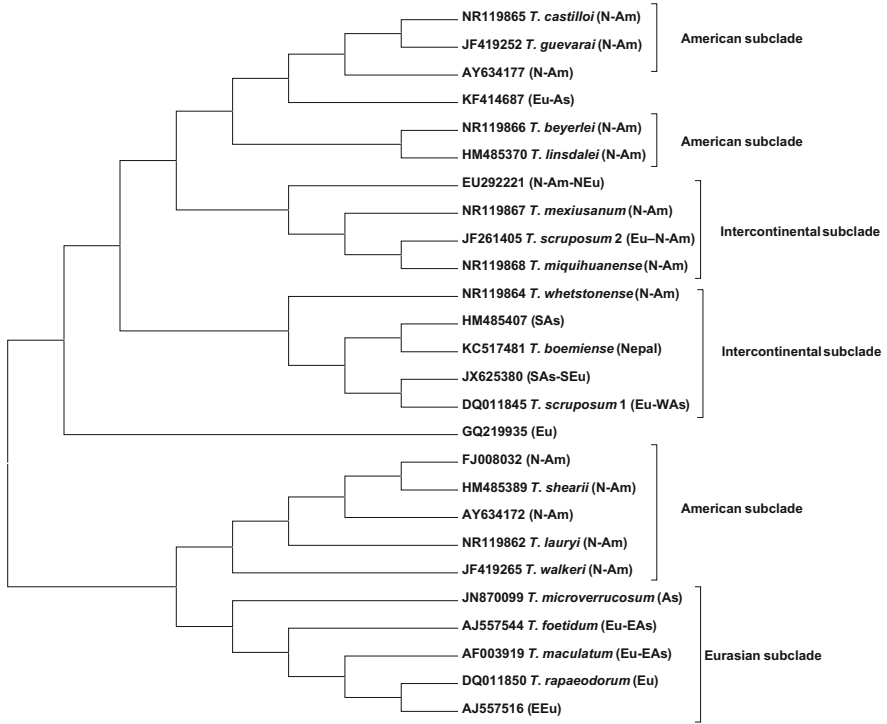 NR119865 T. castilloi (N-Am)
JF419252 T. guevarai (N-Am)
American subclade
AY634177 (N-Am)
KF414687 (Eu-As)
NR119866 T. beyerlei (N-Am)
American subclade
HM485370 T. linsdalei (N-Am)
EU292221 (N-Am-NEu)
NR119867 T. mexiusanum (N-Am)
Intercontinental subclade
JF261405 T. scruposum 2 (Eu–N-Am)
NR119868 T. miquihuanense (N-Am)
NR119864 T. whetstonense (N-Am)
HM485407 (SAs)
KC517481 T. boemiense (Nepal)
Intercontinental subclade
JX625380 (SAs-SEu)
DQ011845 T. scruposum 1 (Eu-WAs)
GQ219935 (Eu)
FJ008032 (N-Am)
HM485389 T. shearii (N-Am)
American subclade
AY634172 (N-Am)
NR119862 T. lauryi (N-Am)
JF419265 T. walkeri (N-Am)
JN870099 T. microverrucosum (As)
AJ557544 T. foetidum (Eu-EAs)
AF003919 T. maculatum (Eu-EAs)
Eurasian subclade
DQ011850 T. rapaeodorum (Eu)
AJ557516 (EEu)